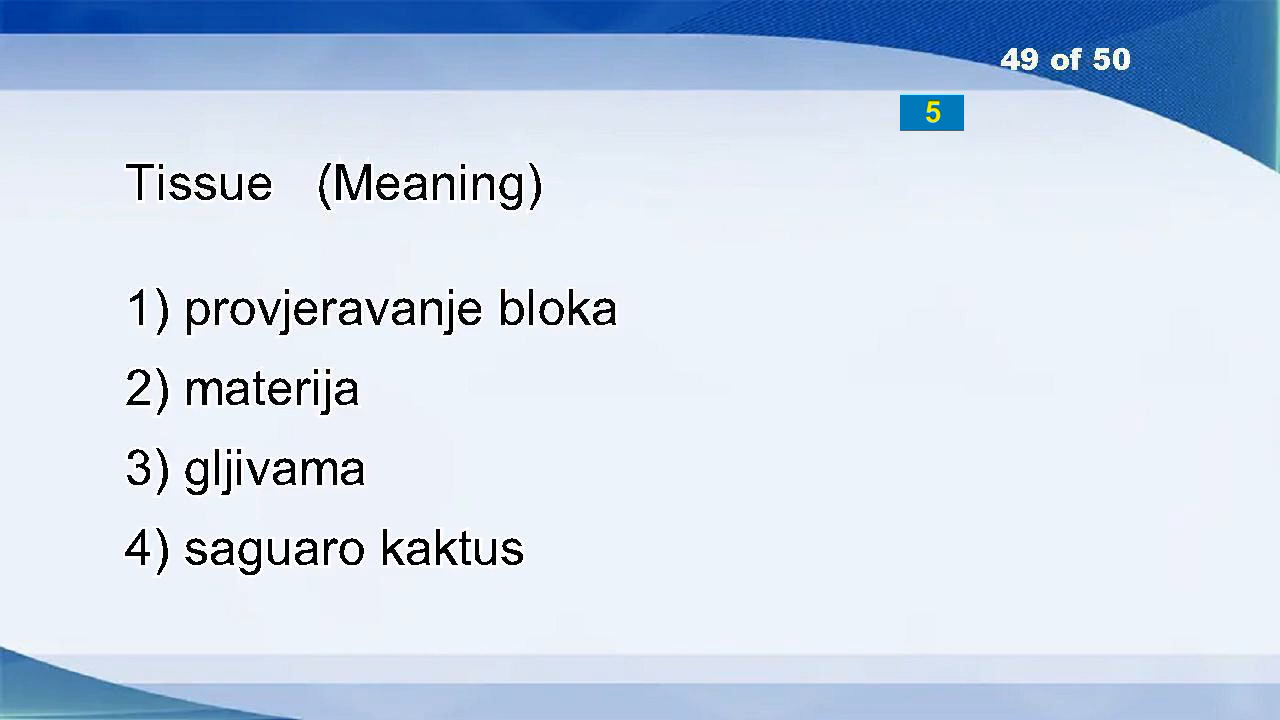 49 of 50
5
Tissue (Meaning)
1) provjeravanje bloka
2) materija
3) gljivama
4) saguaro kaktus